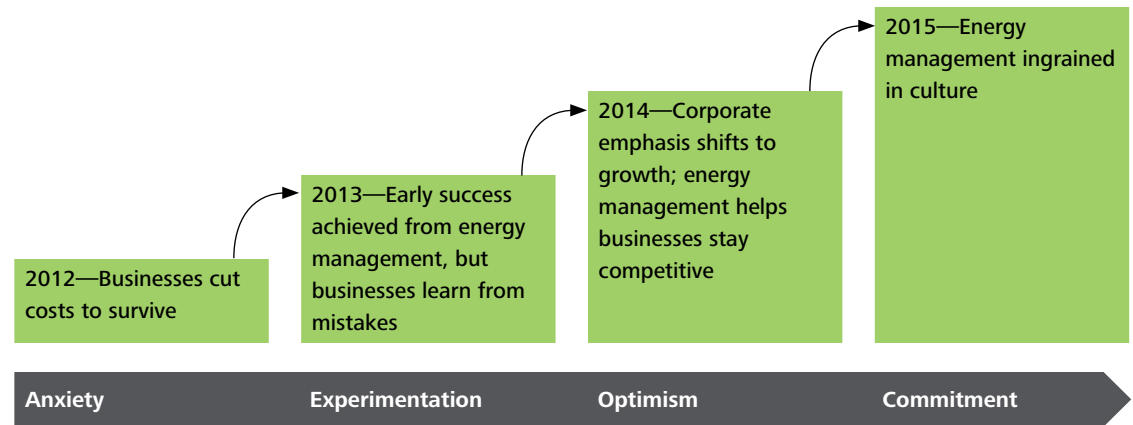 2012—Businesses cut
costs to survive
2013—Early success
achieved from energy
management, but
businesses learn from
mistakes
2014—Corporate
emphasis shifts to
growth; energy
management helps
businesses stay
competitive
2015—Energy
management ingrained
in culture
Anxiety
Experimentation
Optimism
Commitment